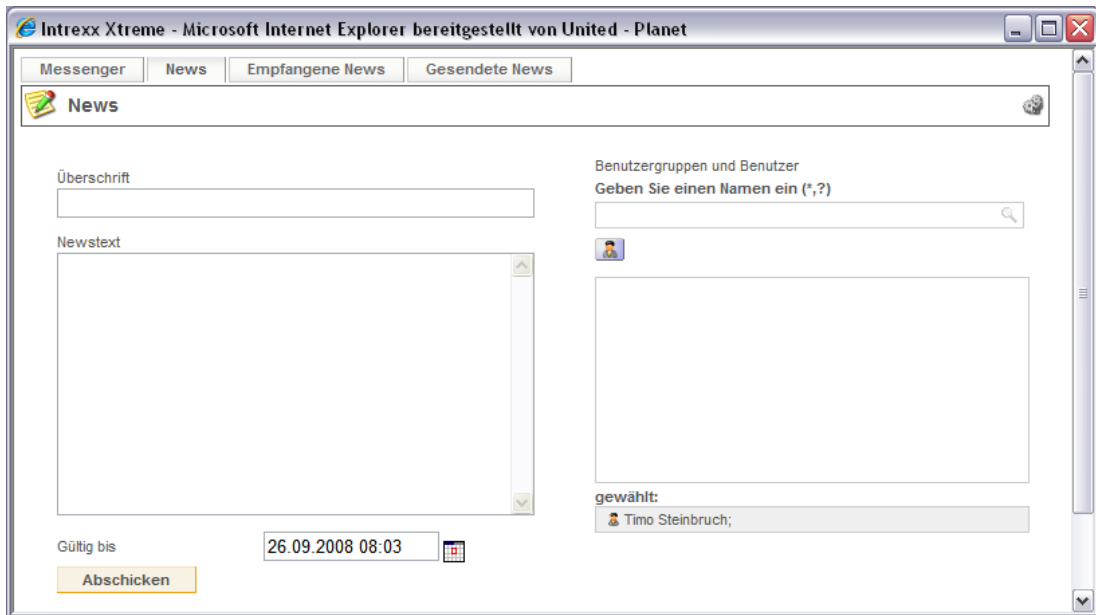 Intrexx Xtreme - Microsoft Internet Explorer bereitgestellt von United - Planet
Messenger News Empfangene News Gesendete News
News
Überschrift
Newstext
Gültig bis 26.09.2008 08:03
Abschicken
Benutzergruppen und Benutzer
Geben Sie einen Namen ein (*,?)
gewählt:
Timo Steinbruch;